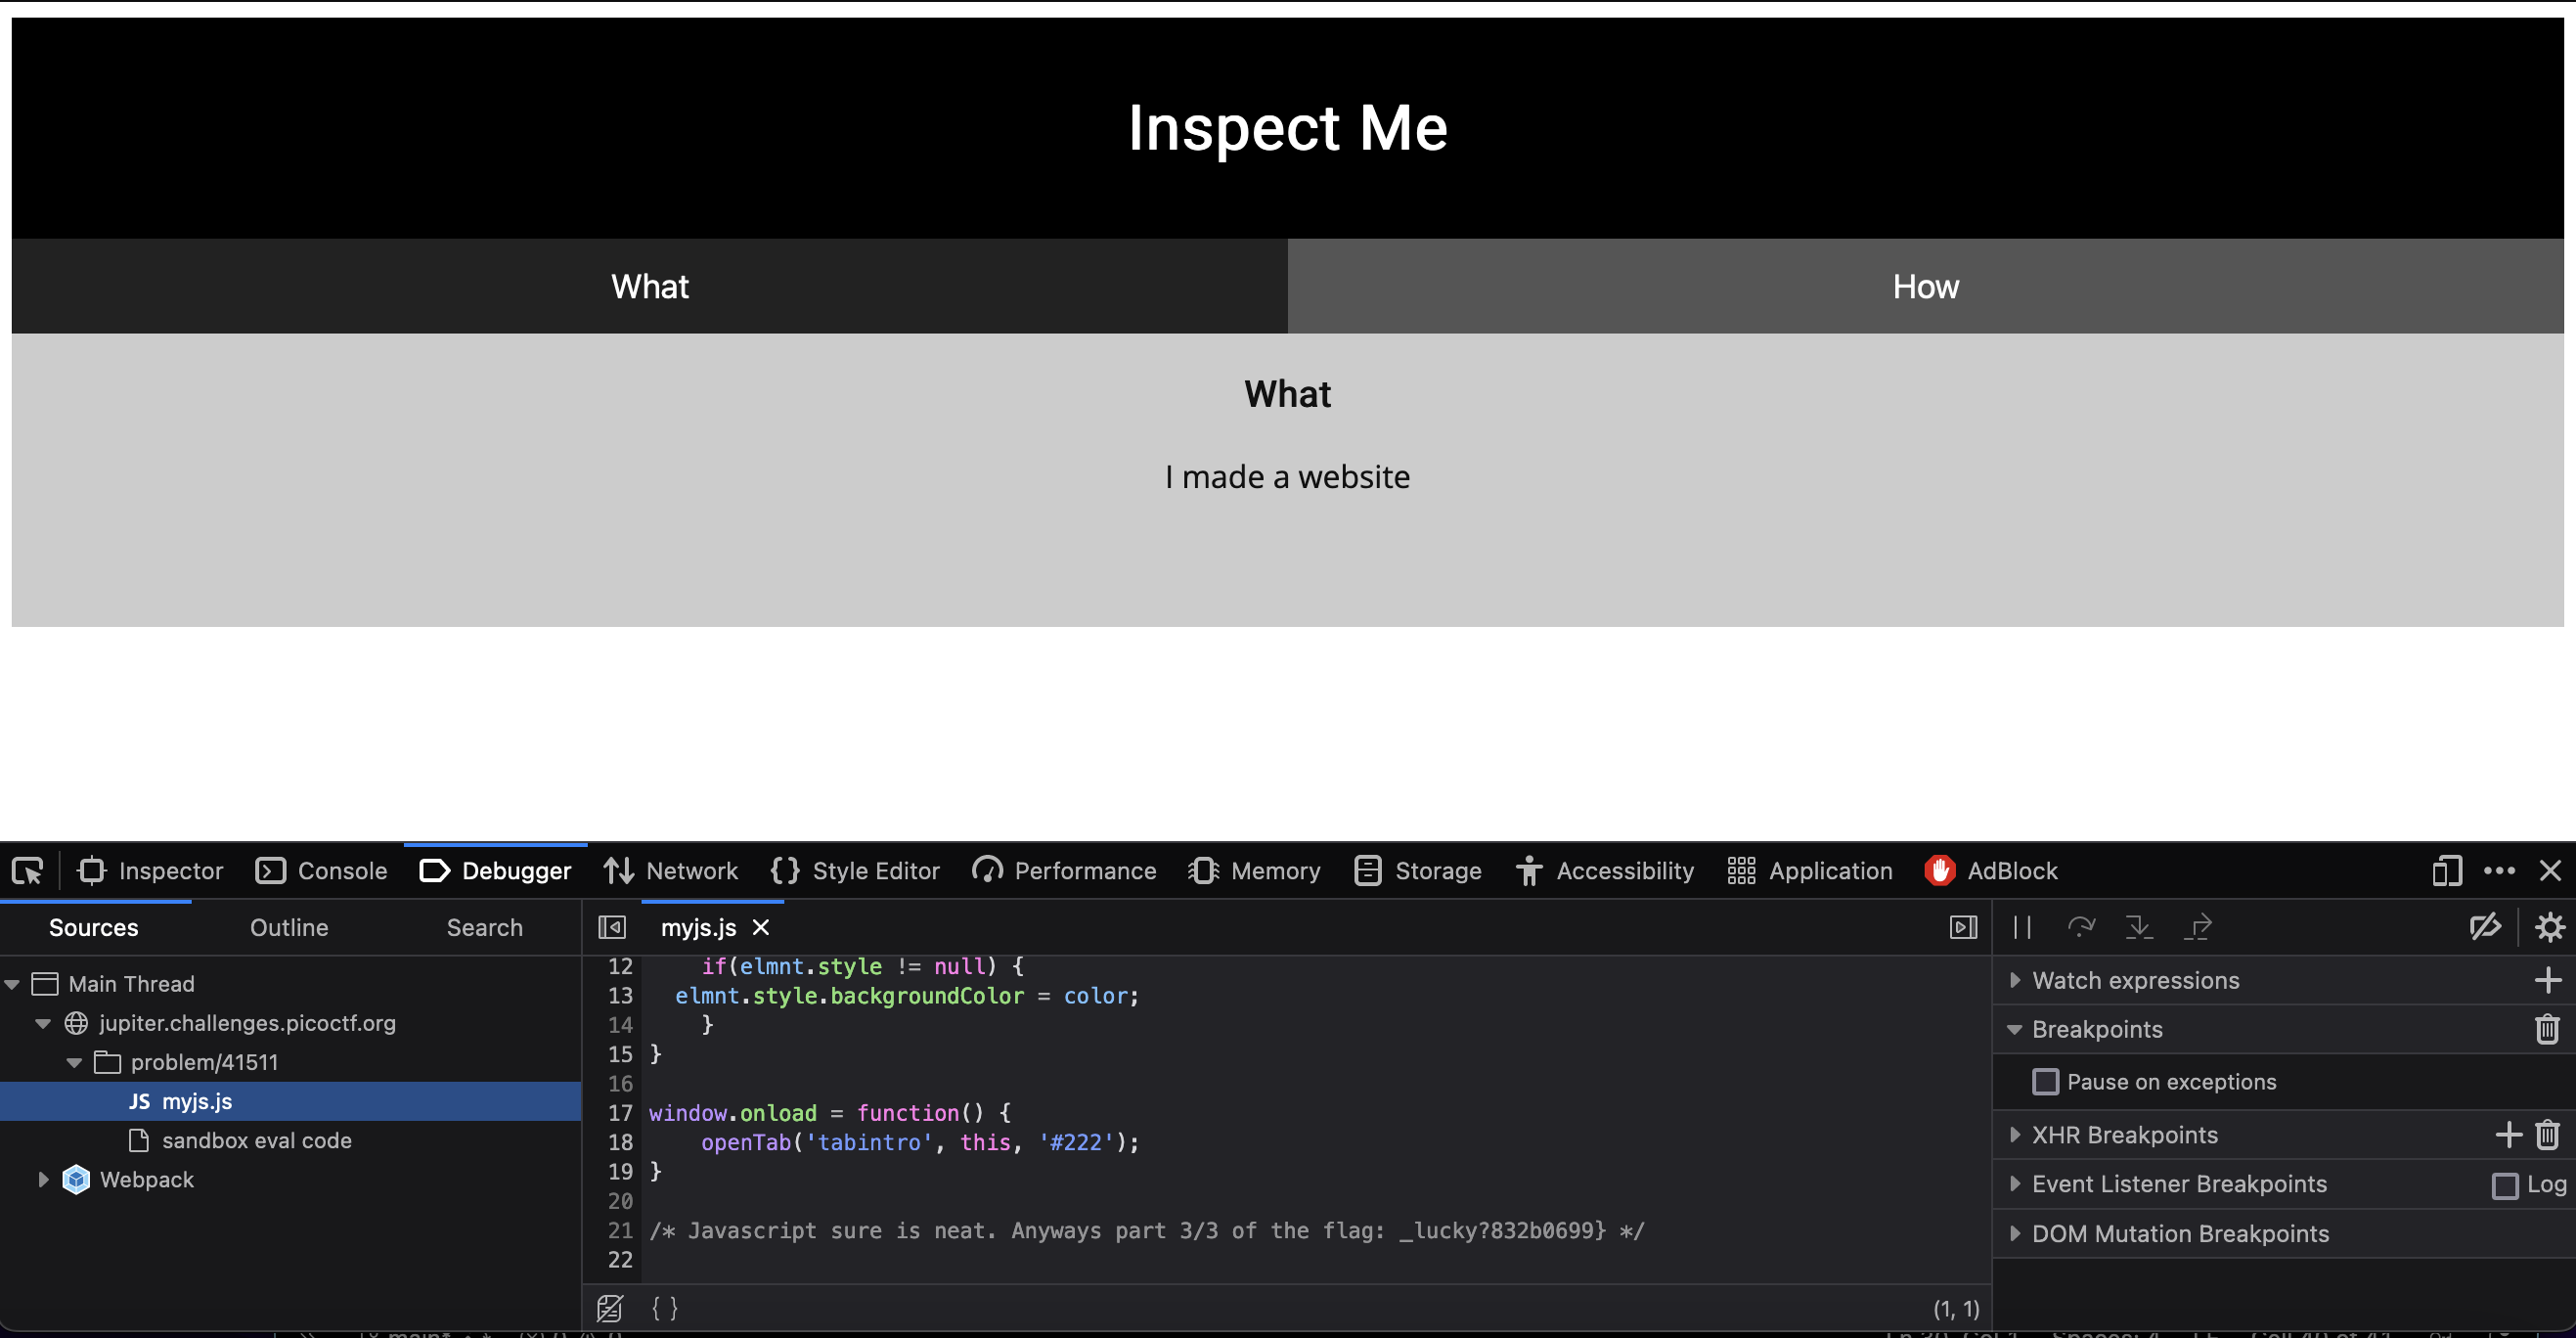 Inspect Me
What How
What
I made a website
Inspector Console Debugger Network Style Editor Performance Memory Storage Accessibility Application AdBlock
Sources Outline Search
Main Thread
jupiter.challenges.picoctf.org
problem/41511
JS myjs.js
sandbox eval code
Webpack
myjs.js
12 if(elmnt.style != null) {
13 elmnt.style.backgroundColor = color;
14 }
15 }
16
17 window.onload = function() {
18 openTab('tabintro', this, '#222');
19 }
20
21 /* Javascript sure is neat. Anyways part 3/3 of the flag: _lucky?832b0699} */
22
{ } (1, 1)
Watch expressions
Breakpoints
Pause on exceptions
XHR Breakpoints
Event Listener Breakpoints Log
DOM Mutation Breakpoints